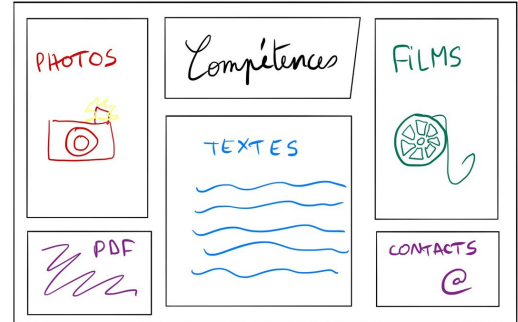 PHOTOS
Compétences
FiLMS
TEXTES
PDF
CONTACTS
@